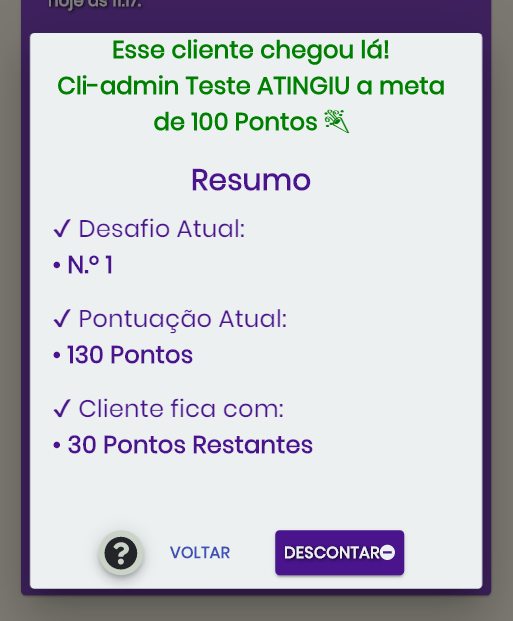 hoje às 11:17.
Esse cliente chegou lá!
Cli-admin Teste ATINGIU a meta
de 100 Pontos 🎉
Resumo
✓ Desafio Atual:
• N.º 1
✓ Pontuação Atual:
• 130 Pontos
✓ Cliente fica com:
• 30 Pontos Restantes
? VOLTAR DESCONTAR